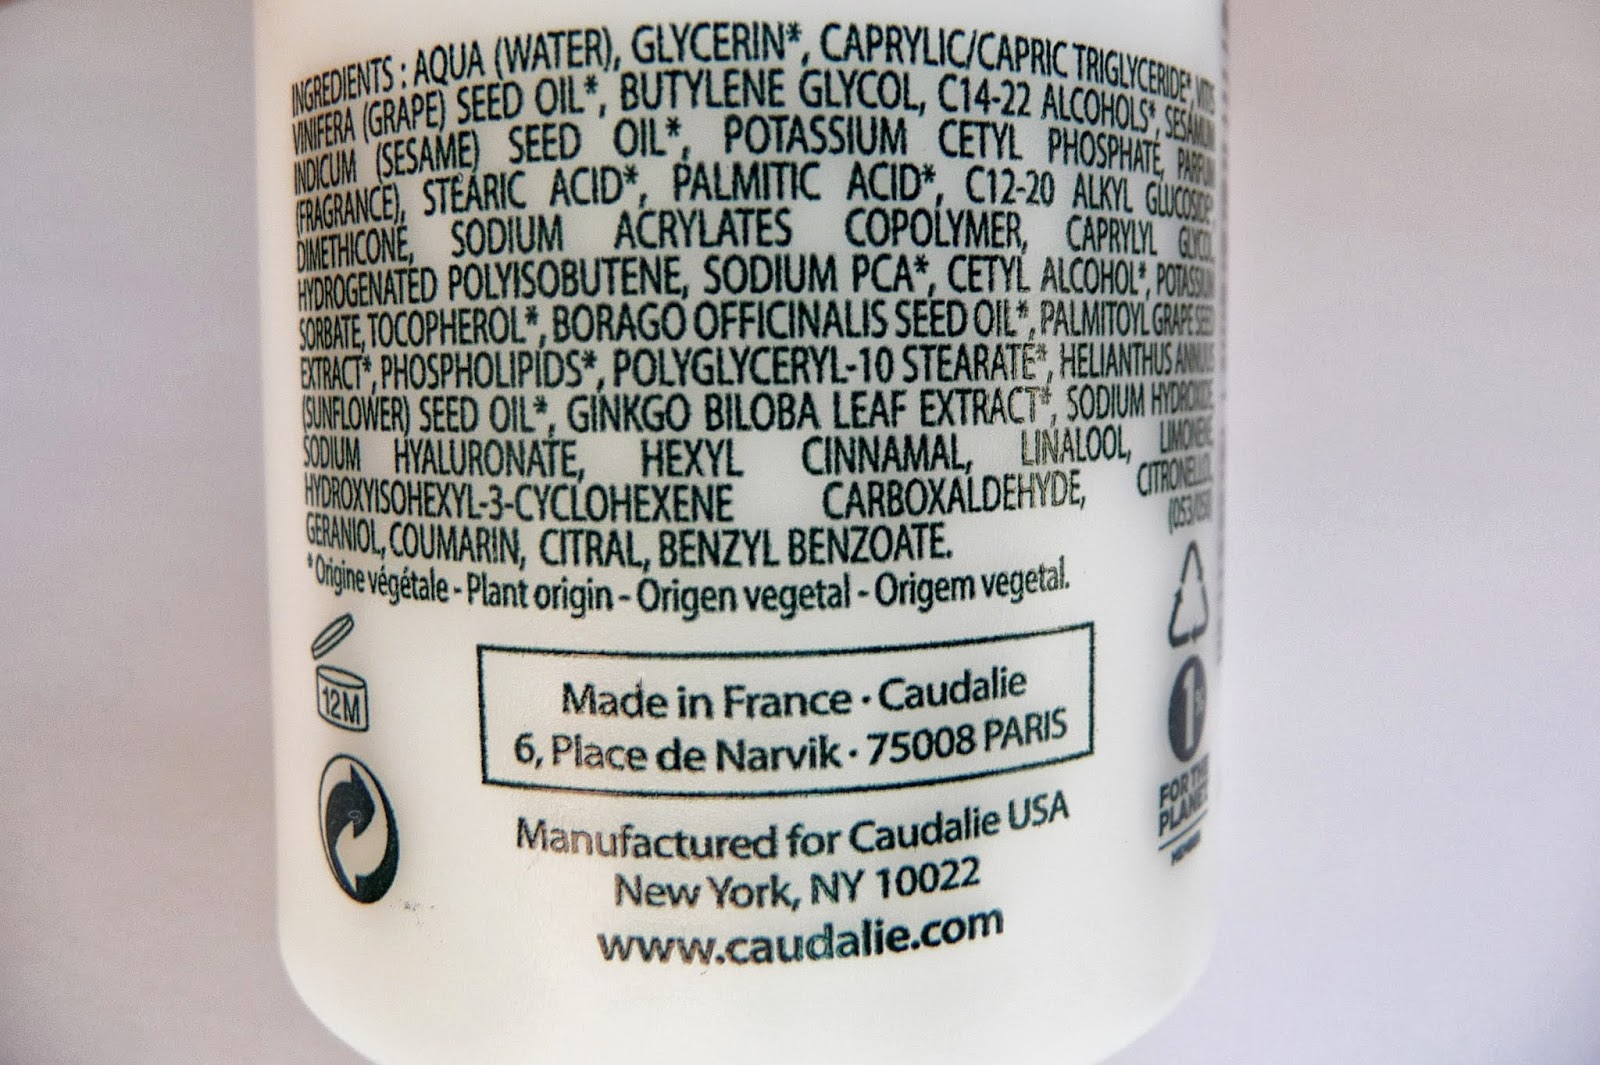 INGREDIENTS : AQUA (WATER), GLYCERIN*, CAPRYLIC/CAPRIC TRIGLYCERIDE*, VITIS
VINIFERA (GRAPE) SEED OIL*, BUTYLENE GLYCOL, C14-22 ALCOHOLS*, SESAMUM
INDICUM (SESAME) SEED OIL*, POTASSIUM CETYL PHOSPHATE, PARFUM
(FRAGRANCE), STEARIC ACID*, PALMITIC ACID*, C12-20 ALKYL GLUCOSIDE*
DIMETHICONE, SODIUM ACRYLATES COPOLYMER, CAPRYLYL GLYCOL
HYDROGENATED POLYISOBUTENE, SODIUM PCA*, CETYL ALCOHOL*, POTASSIUM
SORBATE, TOCOPHEROL*, BORAGO OFFICINALIS SEED OIL*, PALMITOYL GRAPE SEED
EXTRACT*, PHOSPHOLIPIDS*, POLYGLYCERYL-10 STEARATE*, HELIANTHUS ANNUUS
(SUNFLOWER) SEED OIL*, GINKGO BILOBA LEAF EXTRACT*, SODIUM HYDROXIDE
SODIUM HYALURONATE, HEXYL CINNAMAL, LINALOOL, LIMONENE
HYDROXYISOHEXYL-3-CYCLOHEXENE CARBOXALDEHYDE, CITRONELLOL,
GERANIOL, COUMARIN, CITRAL, BENZYL BENZOATE.
*Origine végétale - Plant origin - Origen vegetal - Origem vegetal.
12M
Made in France · Caudalie
6, Place de Narvik · 75008 PARIS
1%
FOR THE
PLANET
Manufactured for Caudalie USA
New York, NY 10022
www.caudalie.com